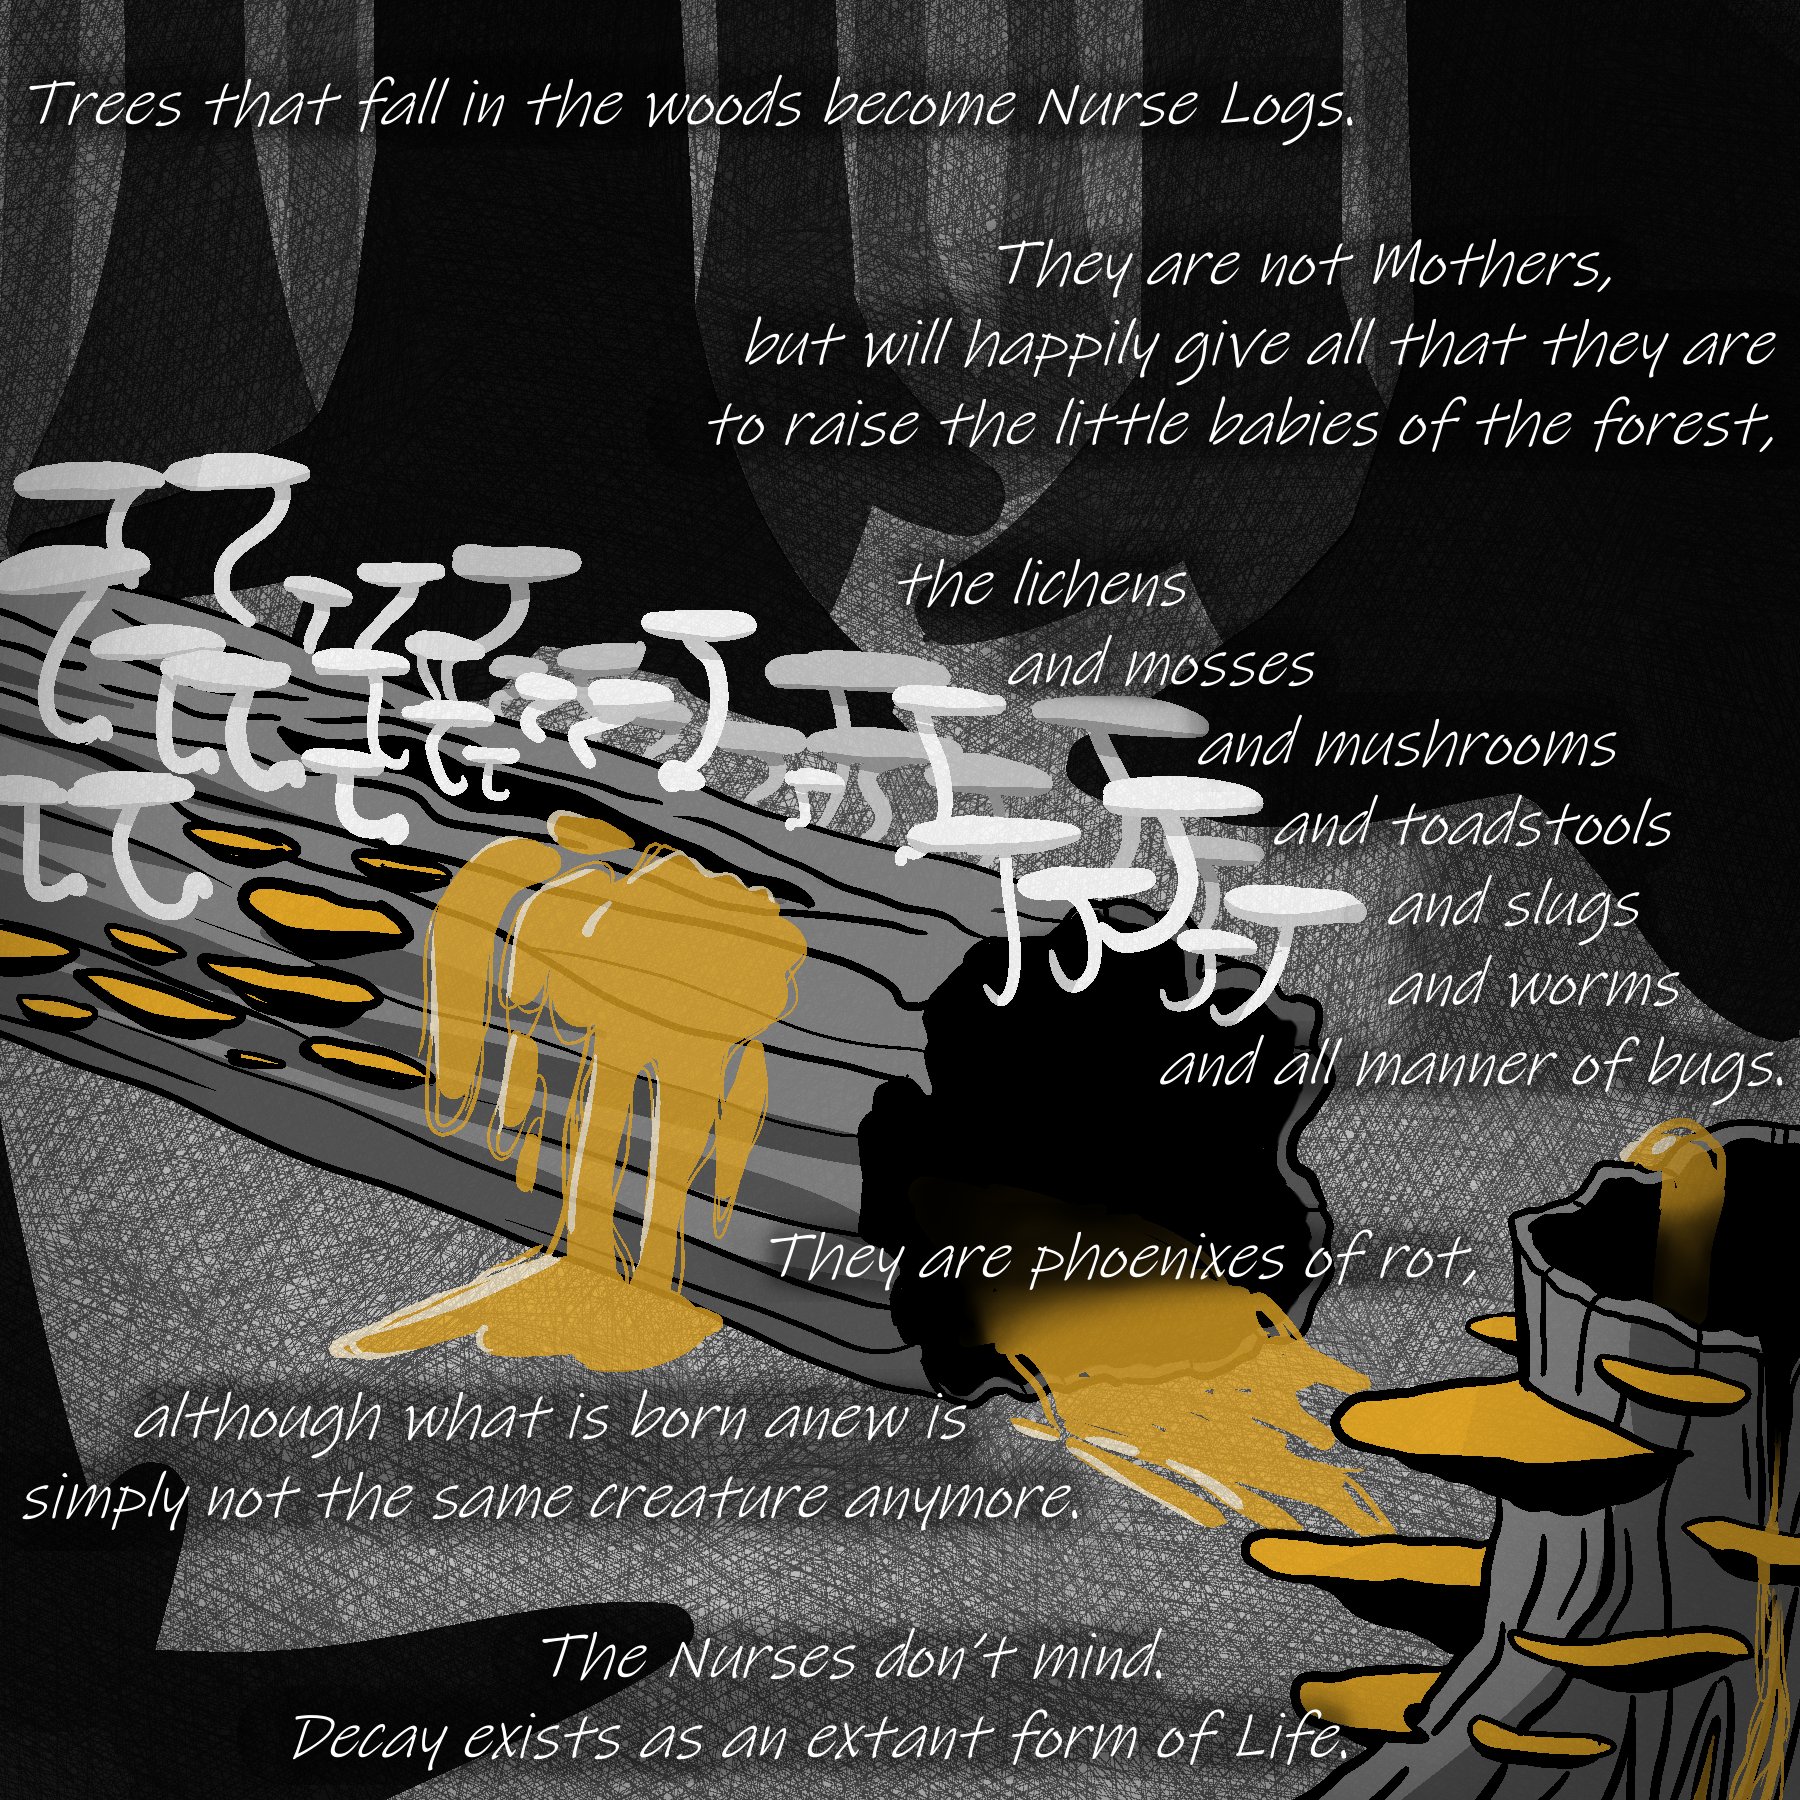 Trees that fall in the woods become Nurse Logs.
They are not Mothers,
but will happily give all that they are
to raise the little babies of the forest,
the lichens
and mosses
and mushrooms
and toadstools
and slugs
and worms
and all manner of bugs.
They are phoenixes of rot,
although what is born anew is
simply not the same creature anymore.
The Nurses don't mind.
Decay exists as an extant form of Life.